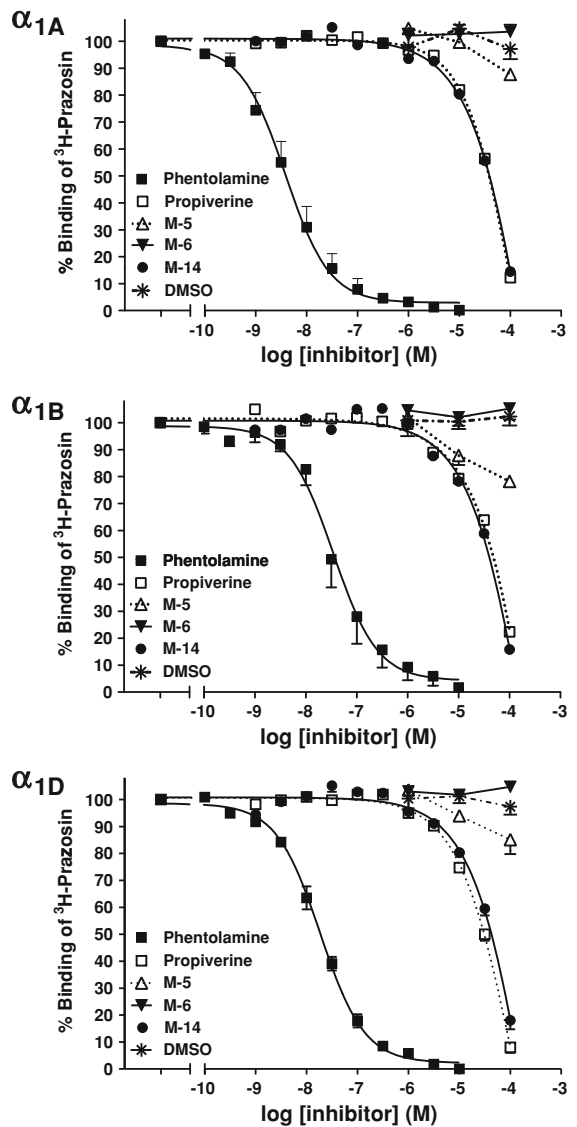 α1A
100
90
80
70
60
50
40
30
20
10
0
% Binding of ³H-Prazosin
Phentolamine
Propiverine
M-5
M-6
M-14
DMSO
-10 -9 -8 -7 -6 -5 -4 -3
log [inhibitor] (M)
α1B
100
90
80
70
60
50
40
30
20
10
0
% Binding of ³H-Prazosin
Phentolamine
Propiverine
M-5
M-6
M-14
DMSO
-10 -9 -8 -7 -6 -5 -4 -3
log [inhibitor] (M)
α1D
100
90
80
70
60
50
40
30
20
10
0
% Binding of ³H-Prazosin
Phentolamine
Propiverine
M-5
M-6
M-14
DMSO
-10 -9 -8 -7 -6 -5 -4 -3
log [inhibitor] (M)